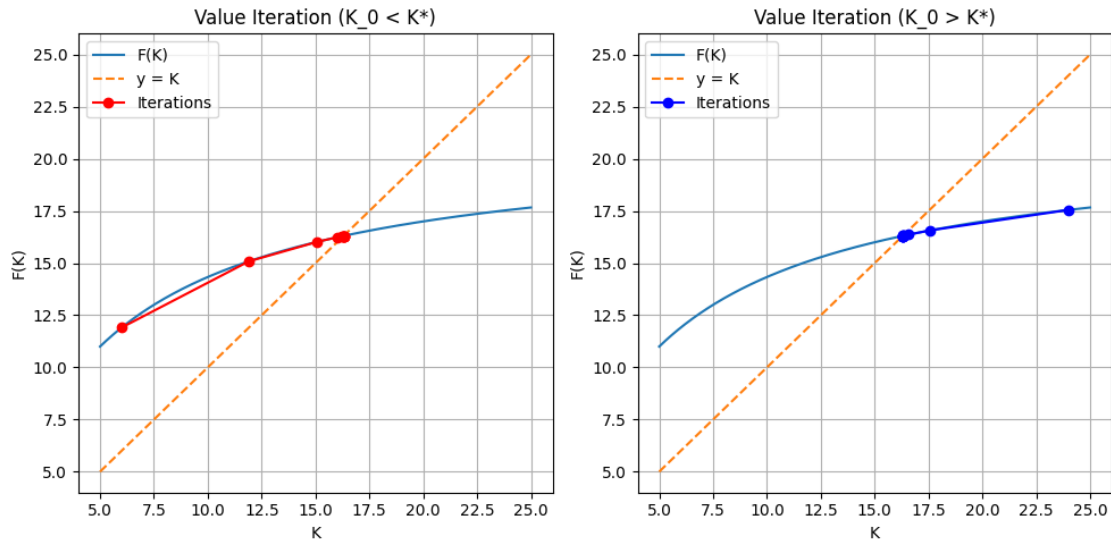 Value Iteration (K_0 < K*)
F(K)
y = K
Iterations
25.0
22.5
20.0
17.5
15.0
12.5
10.0
7.5
5.0
F(K)
5.0 7.5 10.0 12.5 15.0 17.5 20.0 22.5 25.0
K
Value Iteration (K_0 > K*)
F(K)
y = K
Iterations
25.0
22.5
20.0
17.5
15.0
12.5
10.0
7.5
5.0
F(K)
5.0 7.5 10.0 12.5 15.0 17.5 20.0 22.5 25.0
K